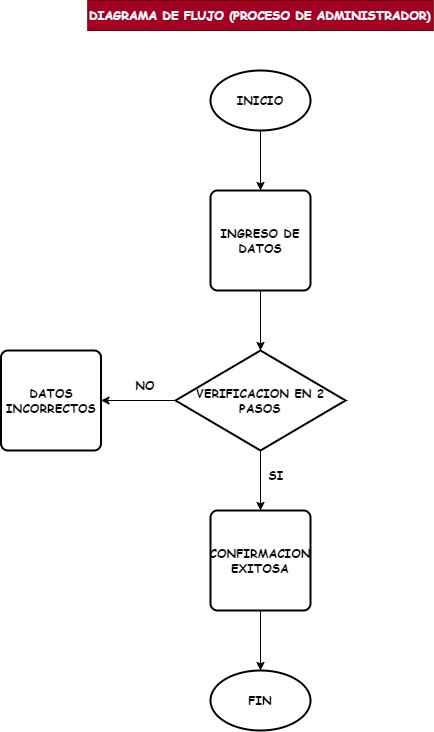 DIAGRAMA DE FLUJO (PROCESO DE ADMINISTRADOR)
INICIO
INGRESO DE
DATOS
VERIFICACION EN 2
PASOS
NO
DATOS
INCORRECTOS
SI
CONFIRMACION
EXITOSA
FIN